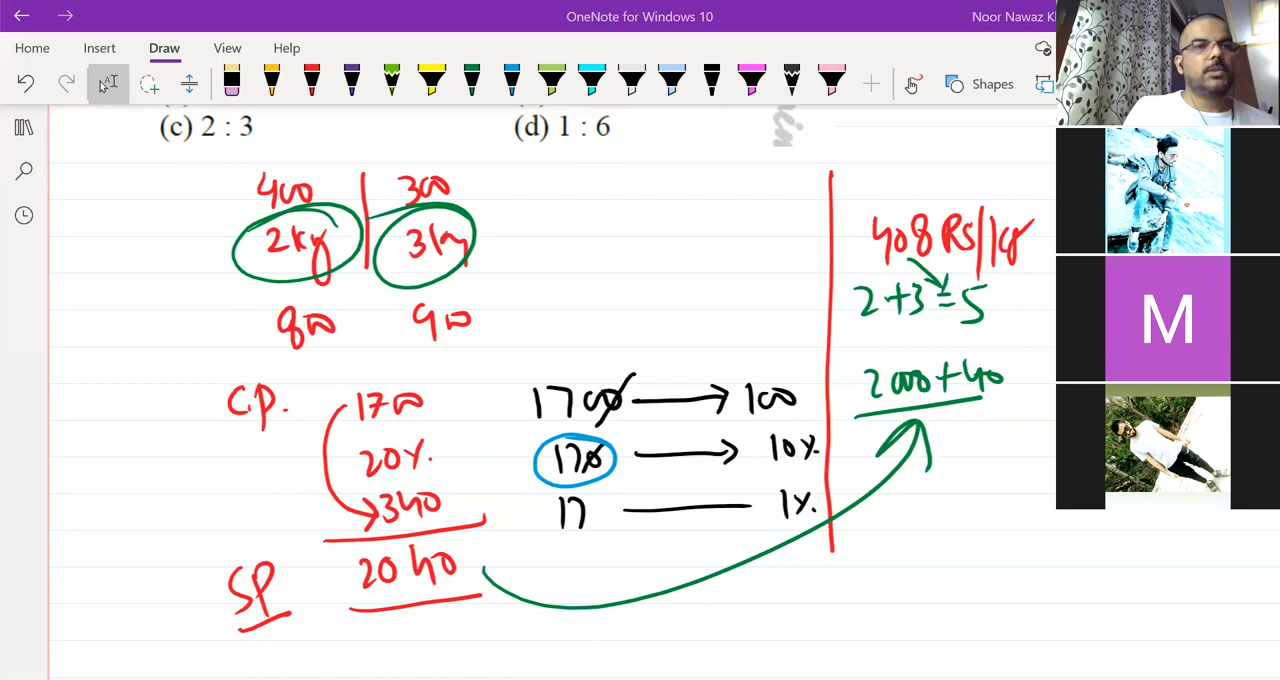 OneNote for Windows 10
Noor Nawaz K
Home Insert Draw View Help
Shapes
(c) 2 : 3 (d) 1 : 6
400 300
2kg 3kg
800 900
408 RS/kg
2+3=5
2000+40
C.P. 1700
20%.
340
SP 2040
1700 100
170 10%.
17 1%.
M